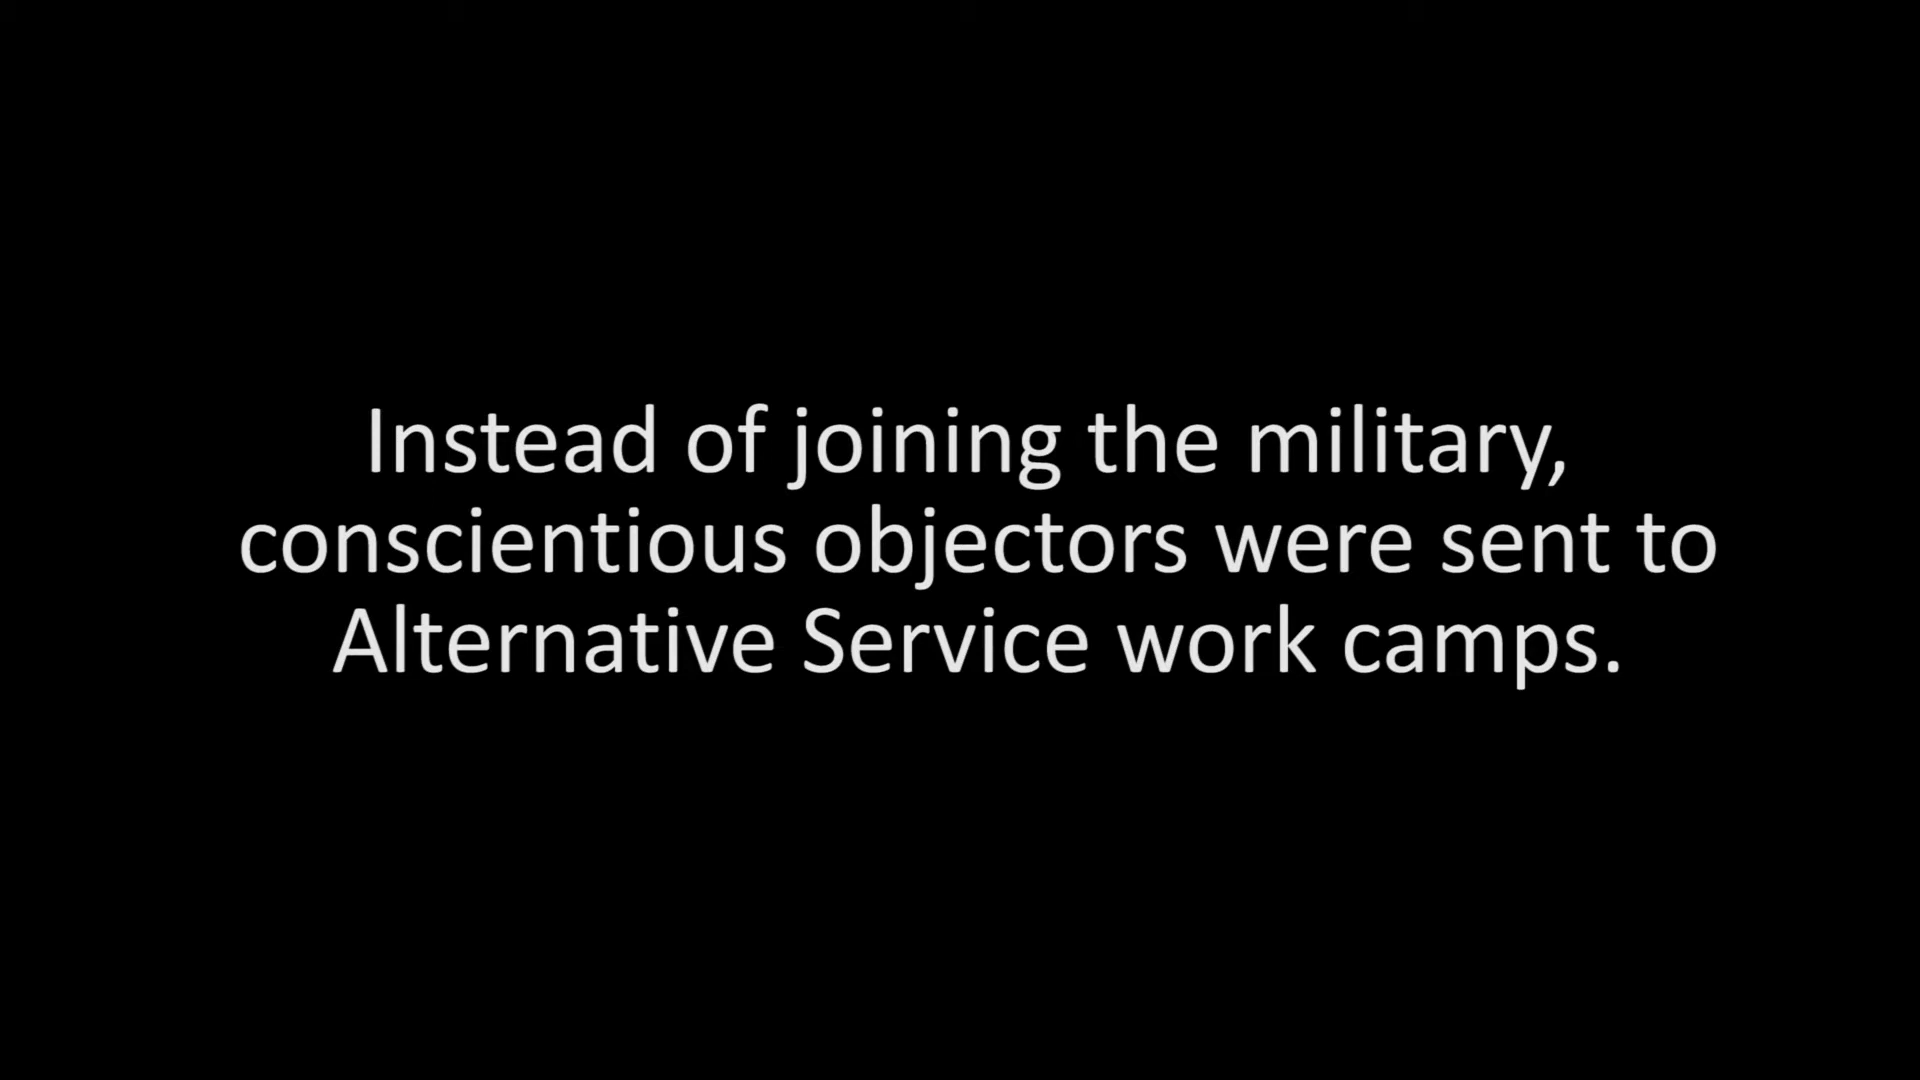 Instead of joining the military,
conscientious objectors were sent to
Alternative Service work camps.